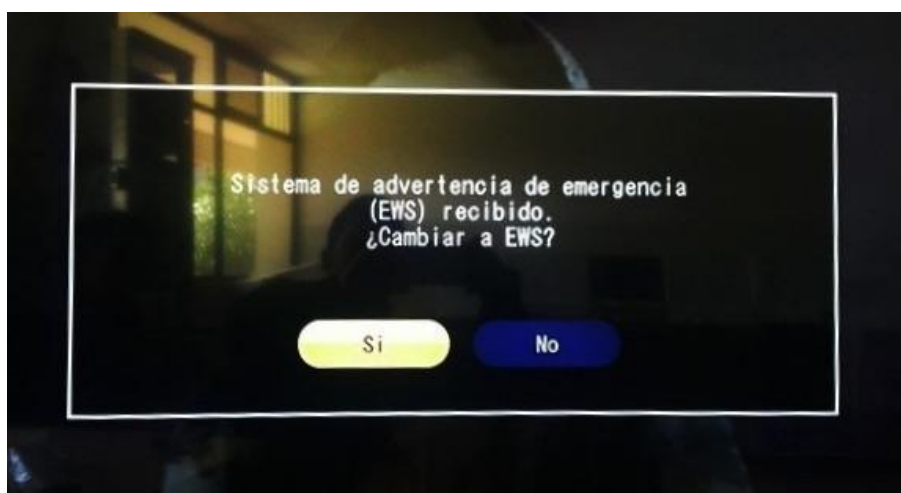 Sistema de advertencia de emergencia
(EWS) recibido.
¿Cambiar a EWS?
Si
No